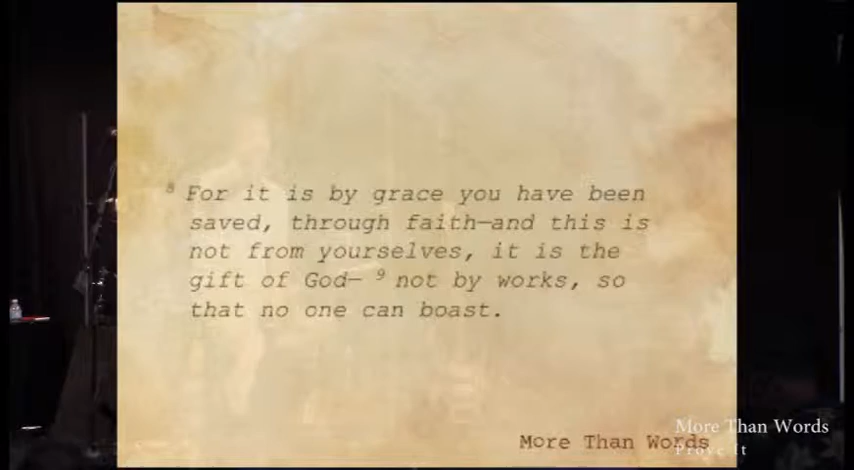 8 For it is by grace you have been
saved, through faith—and this is
not from yourselves, it is the
gift of God— 9 not by works, so
that no one can boast.
More Than Words
More Than Words
Prove It